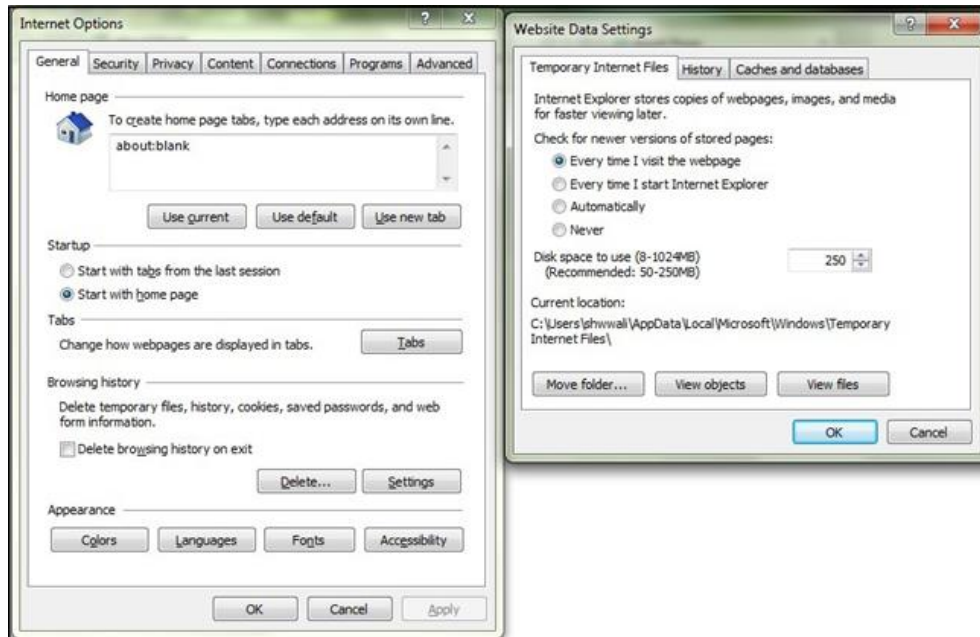 Internet Options
General Security Privacy Content Connections Programs Advanced
Home page
To create home page tabs, type each address on its own line.
about:blank
Use current Use default Use new tab
Startup
Start with tabs from the last session
Start with home page
Tabs
Change how webpages are displayed in tabs. Tabs
Browsing history
Delete temporary files, history, cookies, saved passwords, and web
form information.
Delete browsing history on exit
Delete... Settings
Appearance
Colors Languages Fonts Accessibility
OK Cancel Apply
Website Data Settings
Temporary Internet Files History Caches and databases
Internet Explorer stores copies of webpages, images, and media
for faster viewing later.
Check for newer versions of stored pages:
Every time I visit the webpage
Every time I start Internet Explorer
Automatically
Never
Disk space to use (8-1024MB) 250
(Recommended: 50-250MB)
Current location:
C:\Users\shwwali\AppData\Local\Microsoft\Windows\Temporary
Internet Files\
Move folder... View objects View files
OK Cancel